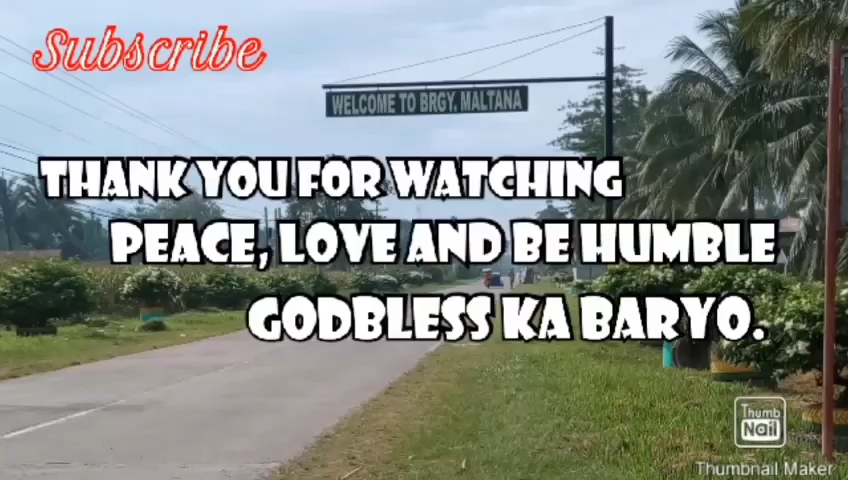 Subscribe
WELCOME TO BRGY. MALTANA
THANK YOU FOR WATCHING
PEACE, LOVE AND BE HUMBLE
GODBLESS KA BARYO.
Thumb
Nail
Thumbnail Maker